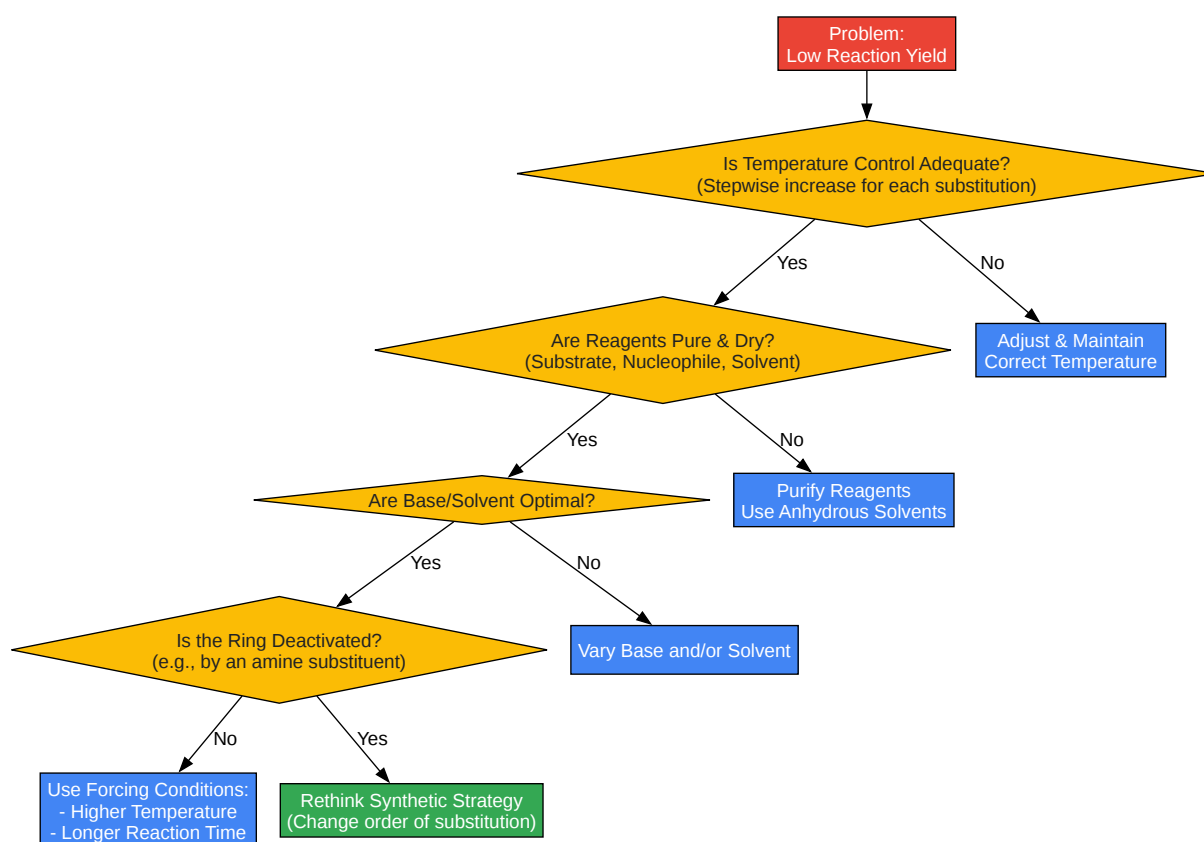 Problem:
Low Reaction Yield
Is Temperature Control Adequate?
(Stepwise increase for each substitution)
Yes
No
Are Reagents Pure & Dry?
(Substrate, Nucleophile, Solvent)
Adjust & Maintain
Correct Temperature
Yes
No
Are Base/Solvent Optimal?
Purify Reagents
Use Anhydrous Solvents
Yes
No
Is the Ring Deactivated?
(e.g., by an amine substituent)
Vary Base and/or Solvent
No
Yes
Use Forcing Conditions:
- Higher Temperature
- Longer Reaction Time
Rethink Synthetic Strategy
(Change order of substitution)